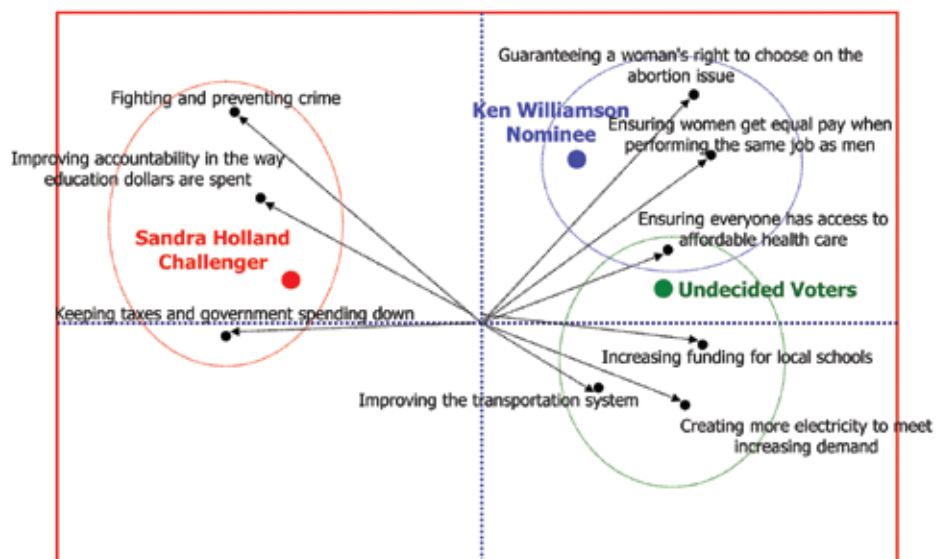 Guaranteeing a woman's right to choose on the
abortion issue
Fighting and preventing crime
Ken Williamson
Nominee
Ensuring women get equal pay when
performing the same job as men
Improving accountability in the way
education dollars are spent
Sandra Holland
Challenger
Ensuring everyone has access to
affordable health care
Undecided Voters
Keeping taxes and government spending down
Increasing funding for local schools
Improving the transportation system
Creating more electricity to meet
increasing demand